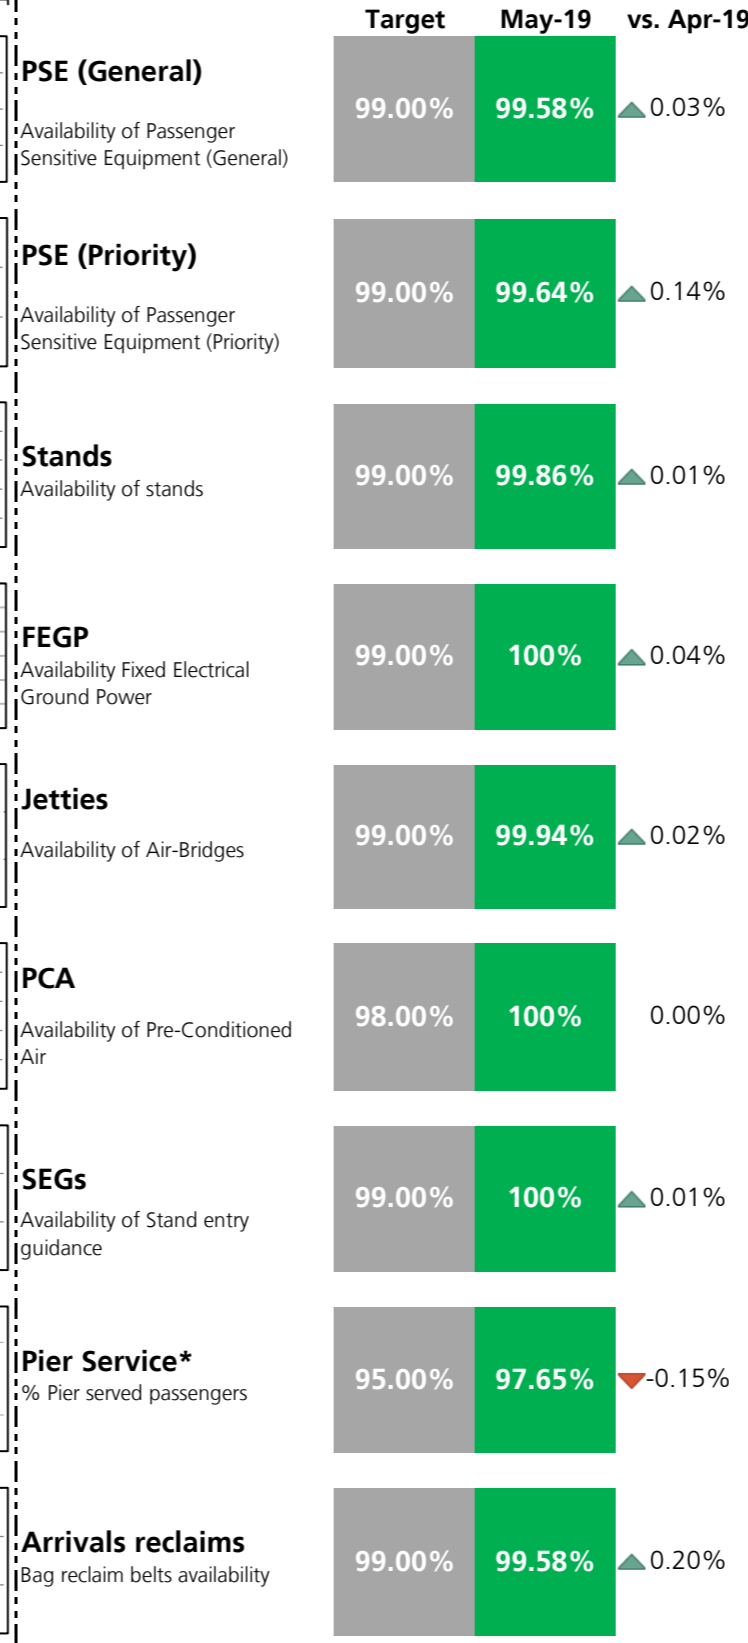 Target May-19 vs. Apr-19
PSE (General)
99.00% 99.58% 0.03%
Availability of Passenger
Sensitive Equipment (General)
PSE (Priority)
99.00% 99.64% 0.14%
Availability of Passenger
Sensitive Equipment (Priority)
Stands
99.00% 99.86% 0.01%
Availability of stands
FEGP
99.00% 100% 0.04%
Availability Fixed Electrical
Ground Power
Jetties
99.00% 99.94% 0.02%
Availability of Air-Bridges
PCA
98.00% 100% 0.00%
Availability of Pre-Conditioned
Air
SEGs
99.00% 100% 0.01%
Availability of Stand entry
guidance
Pier Service*
95.00% 97.65% -0.15%
% Pier served passengers
Arrivals reclaims
99.00% 99.58% 0.20%
Bag reclaim belts availability